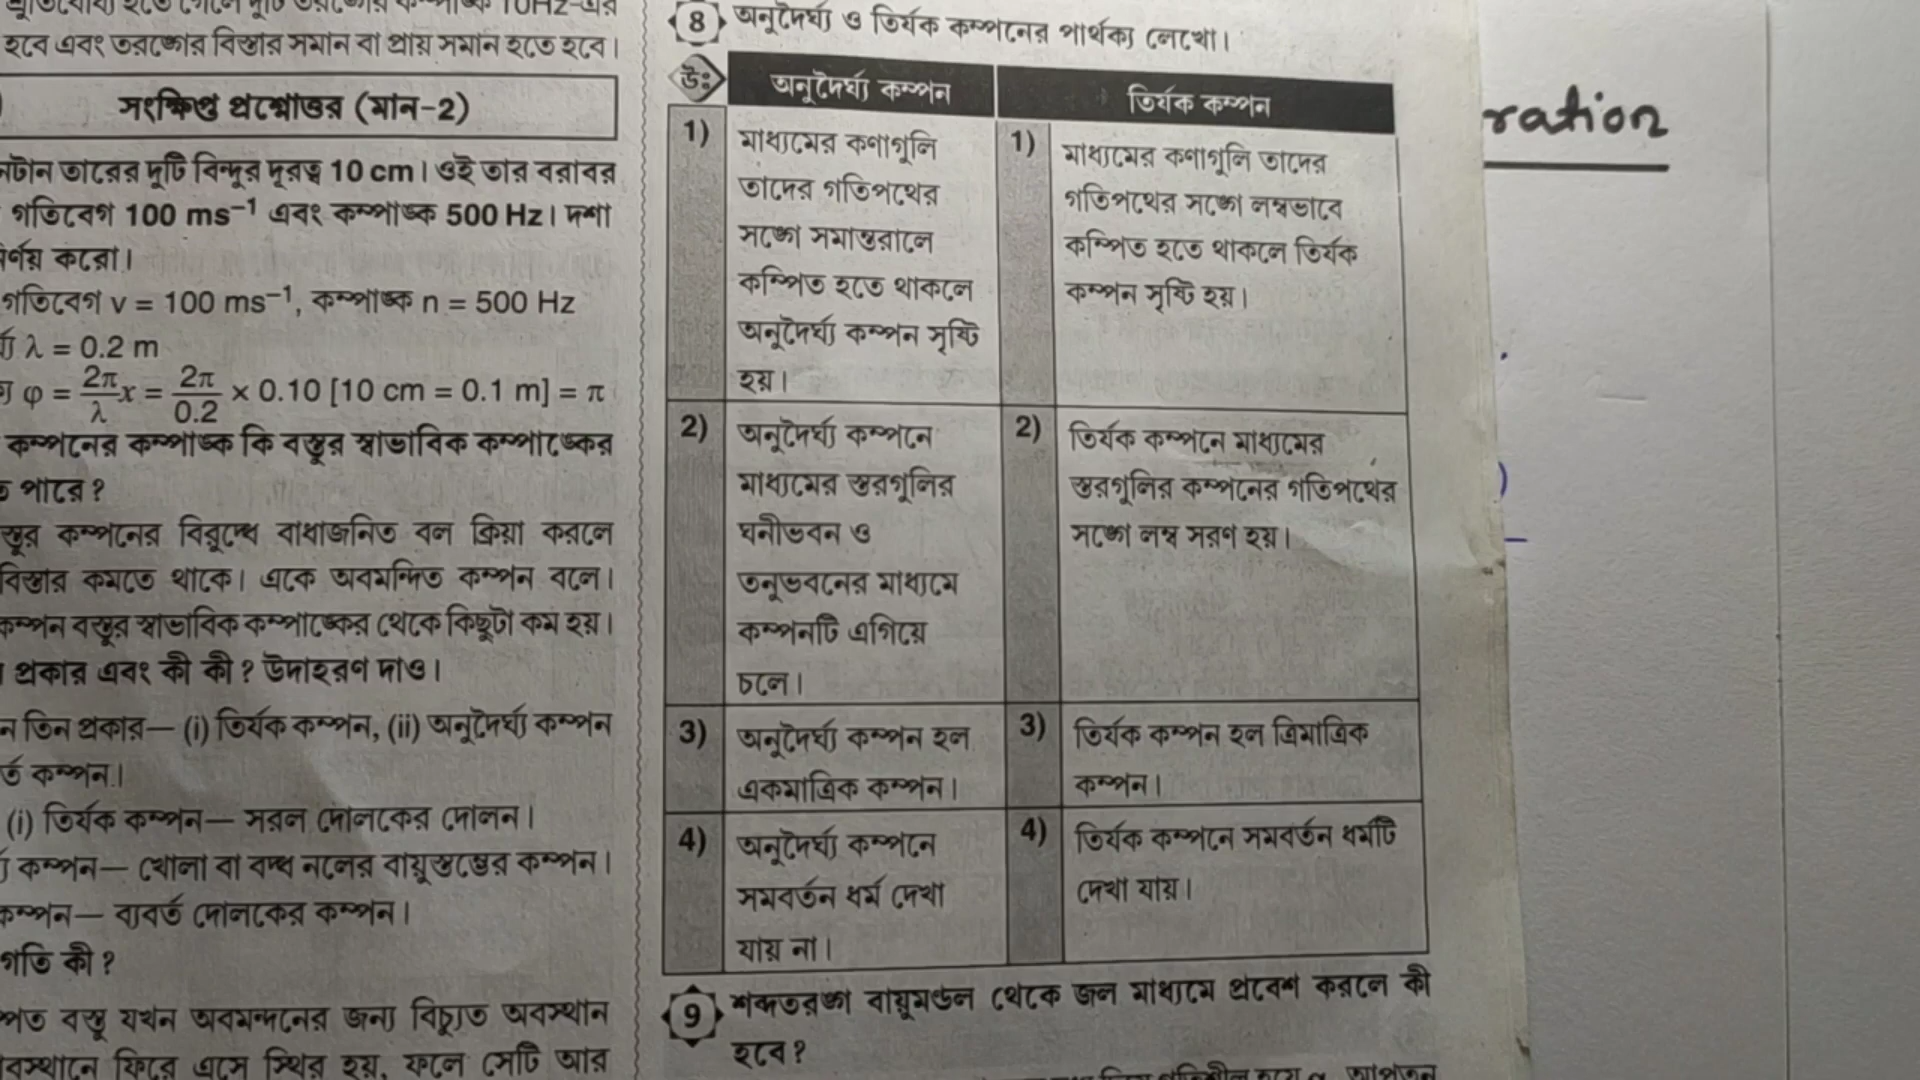 হবে এবং তরঙ্গের বিস্তার সমান বা প্রায় সমান হতে হবে।
সংক্ষিপ্ত প্রশ্নোত্তর (মান-2)
তারের দুটি বিন্দুর দূরত্ব 10 cm। ওই তার বরাবর
গতিবেগ 100 ms⁻¹ এবং কম্পাঙ্ক 500 Hz। দশা
করো।
গতিবেগ v = 100 ms⁻¹, কম্পাঙ্ক n = 500 Hz
λ = 0.2 m
φ = 2π/λ x = 2π/0.2 × 0.10 [10 cm = 0.1 m] = π
কম্পনের কম্পাঙ্ক কি বস্তুর স্বাভাবিক কম্পাঙ্কের
পারে?
কম্পনের বিরুদ্ধে বাধাজনিত বল ক্রিয়া করলে
বিস্তার কমতে থাকে। একে অবমন্দিত কম্পন বলে।
কম্পন বস্তুর স্বাভাবিক কম্পাঙ্কের থেকে কিছুটা কম হয়।
প্রকার এবং কী কী? উদাহরণ দাও।
ন তিন প্রকার— (i) তির্যক কম্পন, (ii) অনুদৈর্ঘ্য কম্পন
র্ত কম্পন।
(i) তির্যক কম্পন— সরল দোলকের দোলন।
কম্পন— খোলা বা বদ্ধ নলের বায়ুস্তম্ভের কম্পন।
কম্পন— ব্যবর্ত দোলকের কম্পন।
গতি কী?
বস্তু যখন অবমন্দনের জন্য বিচ্যুত অবস্থান
ফিরে এসে স্থির হয়, ফলে সেটি আর
8 অনুদৈর্ঘ্য ও তির্যক কম্পনের পার্থক্য লেখো।
উঃ
অনুদৈর্ঘ্য কম্পন
তির্যক কম্পন
1) মাধ্যমের কণাগুলি
তাদের গতিপথের
সঙ্গে সমান্তরালে
কম্পিত হতে থাকলে
অনুদৈর্ঘ্য কম্পন সৃষ্টি
হয়।
1) মাধ্যমের কণাগুলি তাদের
গতিপথের সঙ্গে লম্বভাবে
কম্পিত হতে থাকলে তির্যক
কম্পন সৃষ্টি হয়।
2) অনুদৈর্ঘ্য কম্পনে
মাধ্যমের স্তরগুলির
ঘনীভবন ও
তনুভবনের মাধ্যমে
কম্পনটি এগিয়ে
চলে।
2) তির্যক কম্পনে মাধ্যমের
স্তরগুলির কম্পনের গতিপথের
সঙ্গে লম্ব সরণ হয়।
3) অনুদৈর্ঘ্য কম্পন হল
একমাত্রিক কম্পন।
3) তির্যক কম্পন হল ত্রিমাত্রিক
কম্পন।
4) অনুদৈর্ঘ্য কম্পনে
সমবর্তন ধর্ম দেখা
যায় না।
4) তির্যক কম্পনে সমবর্তন ধর্মটি
দেখা যায়।
9 শব্দতরঙ্গ বায়ুমণ্ডল থেকে জল মাধ্যমে প্রবেশ করলে কী
হবে?
ration